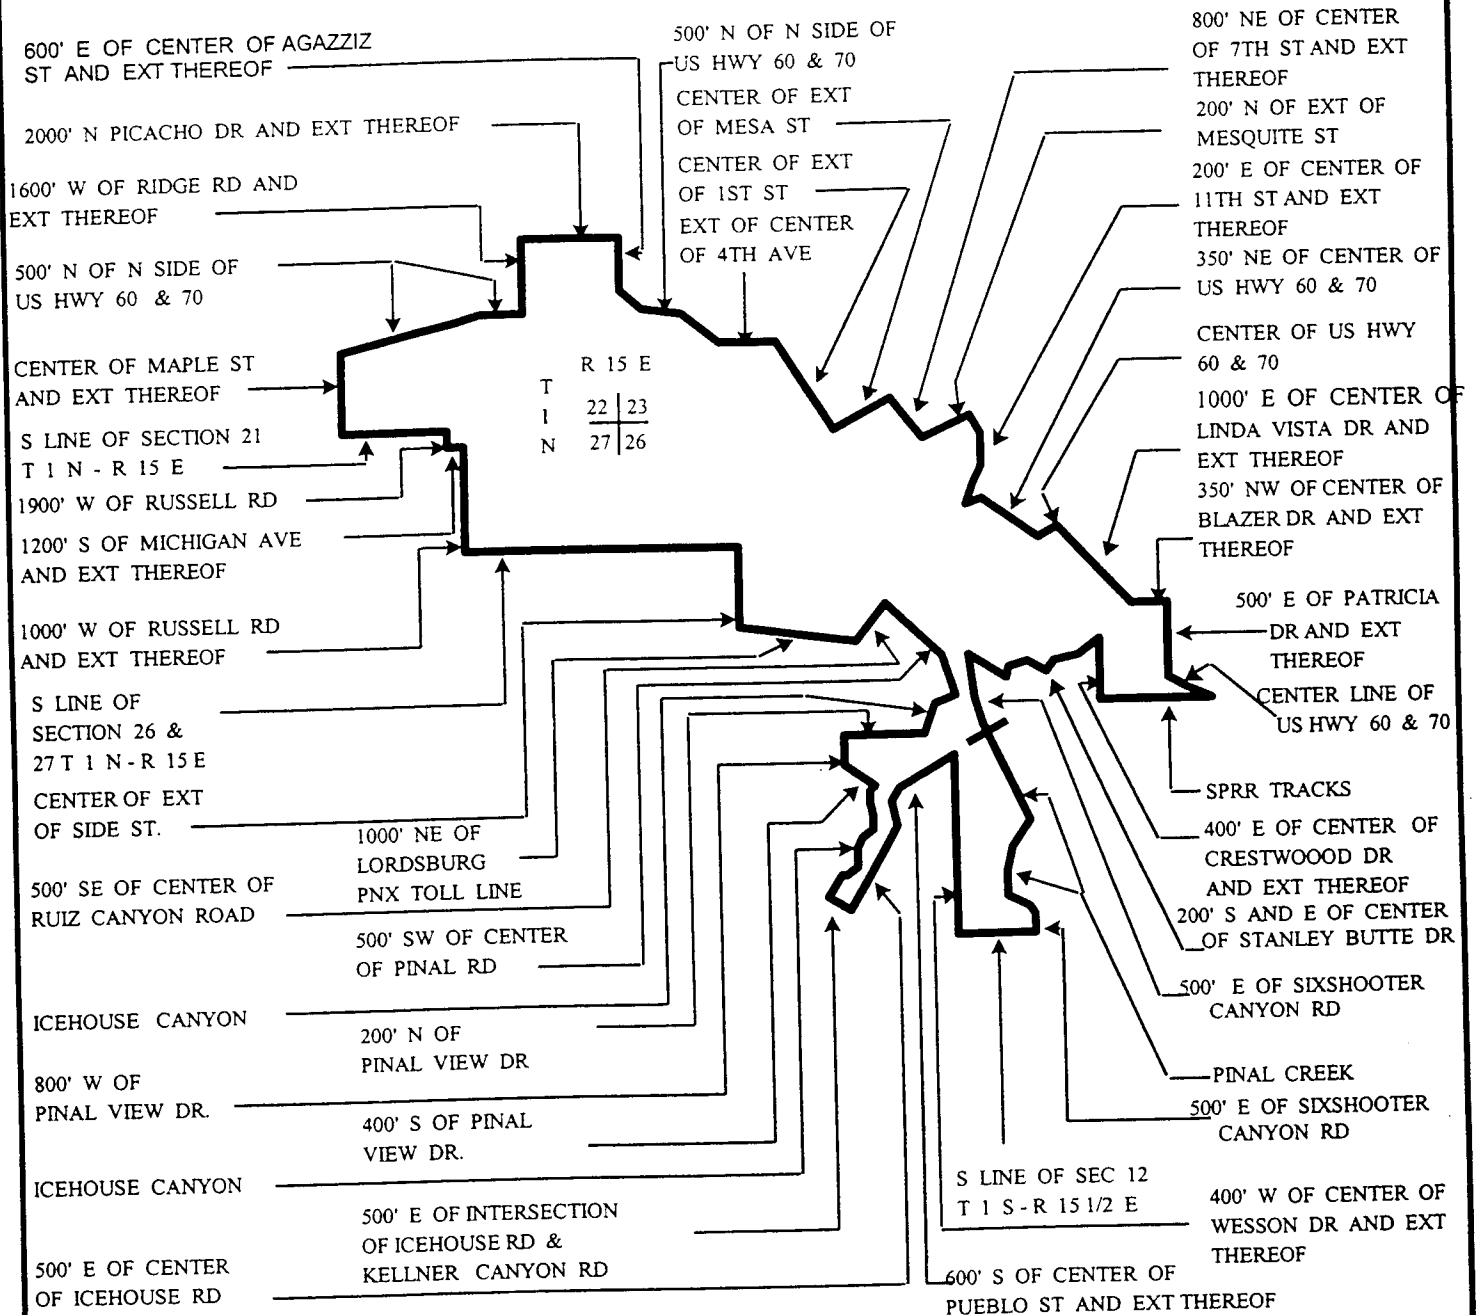 600' E OF CENTER OF AGAZZIZ
ST AND EXT THEREOF
2000' N PICACHO DR AND EXT THEREOF
1600' W OF RIDGE RD AND
EXT THEREOF
500' N OF N SIDE OF
US HWY 60 & 70
CENTER OF MAPLE ST
AND EXT THEREOF
S LINE OF SECTION 21
T 1 N - R 15 E
1900' W OF RUSSELL RD
1200' S OF MICHIGAN AVE
AND EXT THEREOF
1000' W OF RUSSELL RD
AND EXT THEREOF
S LINE OF
SECTION 26 &
27 T 1 N - R 15 E
CENTER OF EXT
OF SIDE ST.
500' SE OF CENTER OF
RUIZ CANYON ROAD
ICEHOUSE CANYON
800' W OF
PINAL VIEW DR.
ICEHOUSE CANYON
500' E OF CENTER
OF ICEHOUSE RD
1000' NE OF
LORDSBURG
PNX TOLL LINE
500' SW OF CENTER
OF PINAL RD
200' N OF
PINAL VIEW DR
400' S OF PINAL
VIEW DR.
500' E OF INTERSECTION
OF ICEHOUSE RD &
KELLNER CANYON RD
R 15 E
T
1
N
22 23
27 26
500' N OF N SIDE OF
US HWY 60 & 70
CENTER OF EXT
OF MESA ST
CENTER OF EXT
OF 1ST ST
EXT OF CENTER
OF 4TH AVE
800' NE OF CENTER
OF 7TH ST AND EXT
THEREOF
200' N OF EXT OF
MESQUITE ST
200' E OF CENTER OF
11TH ST AND EXT
THEREOF
350' NE OF CENTER OF
US HWY 60 & 70
CENTER OF US HWY
60 & 70
1000' E OF CENTER OF
LINDA VISTA DR AND
EXT THEREOF
350' NW OF CENTER OF
BLAZER DR AND EXT
THEREOF
500' E OF PATRICIA
DR AND EXT
THEREOF
CENTER LINE OF
US HWY 60 & 70
SPRR TRACKS
400' E OF CENTER OF
CRESTWOOOD DR
AND EXT THEREOF
200' S AND E OF CENTER
OF STANLEY BUTTE DR
500' E OF SIXSHOOTER
CANYON RD
PINAL CREEK
500' E OF SIXSHOOTER
CANYON RD
S LINE OF SEC 12
T 1 S - R 15 1/2 E
400' W OF CENTER OF
WESSON DR AND EXT
THEREOF
600' S OF CENTER OF
PUEBLO ST AND EXT THEREOF